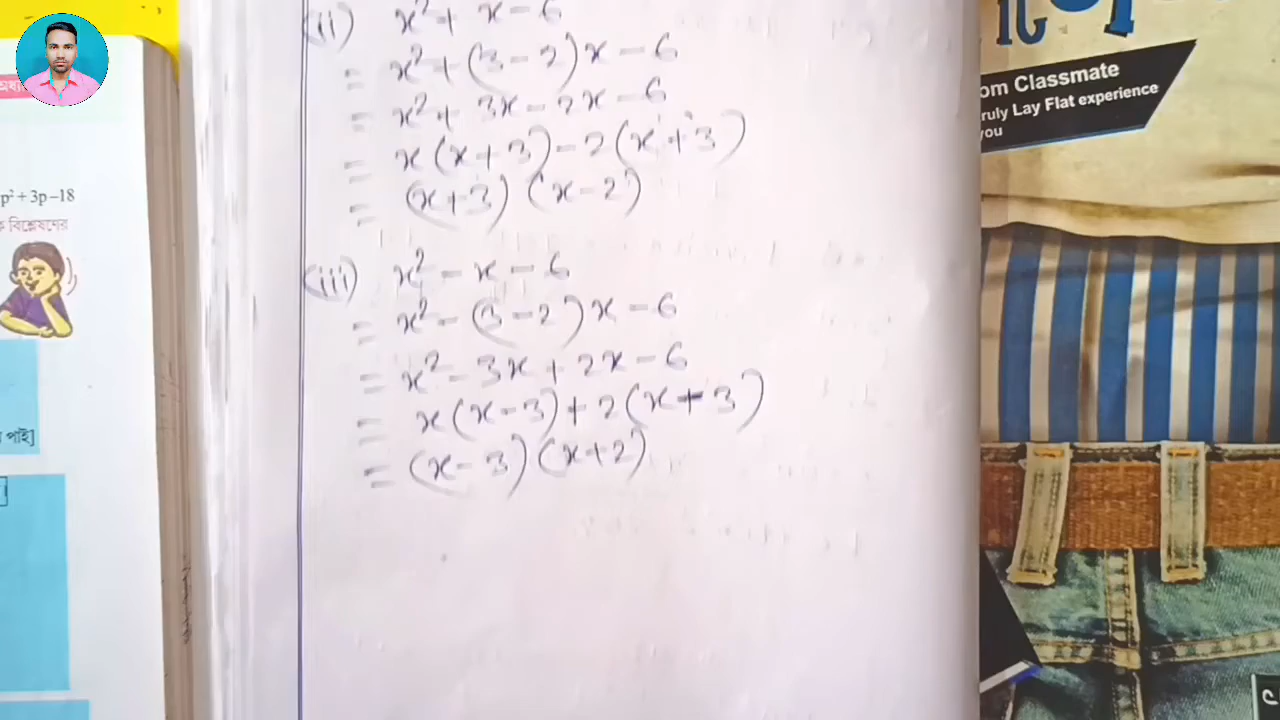 (ii) x² + x - 6
= x² + (3 - 2)x - 6
= x² + 3x - 2x - 6
= x(x + 3) - 2(x + 3)
= (x + 3) (x - 2)
(iii) x² - x - 6
= x² - (3 - 2)x - 6
= x² - 3x + 2x - 6
= x(x - 3) + 2(x + 3)
= (x - 3) (x + 2)
p² + 3p –18
বিশ্লেষণের
পাই]
it
om Classmate
ruly Lay Flat experience
you